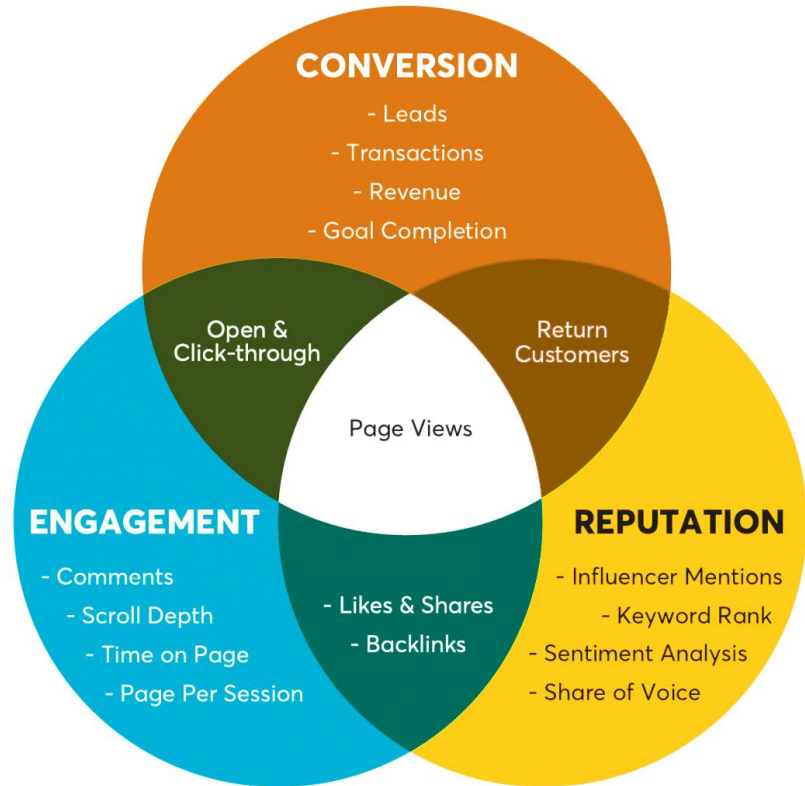 CONVERSION
- Leads
- Transactions
- Revenue
- Goal Completion
Open &
Click-through
Return
Customers
Page Views
ENGAGEMENT
- Comments
- Scroll Depth
- Time on Page
- Page Per Session
- Likes & Shares
- Backlinks
REPUTATION
- Influencer Mentions
- Keyword Rank
- Sentiment Analysis
- Share of Voice